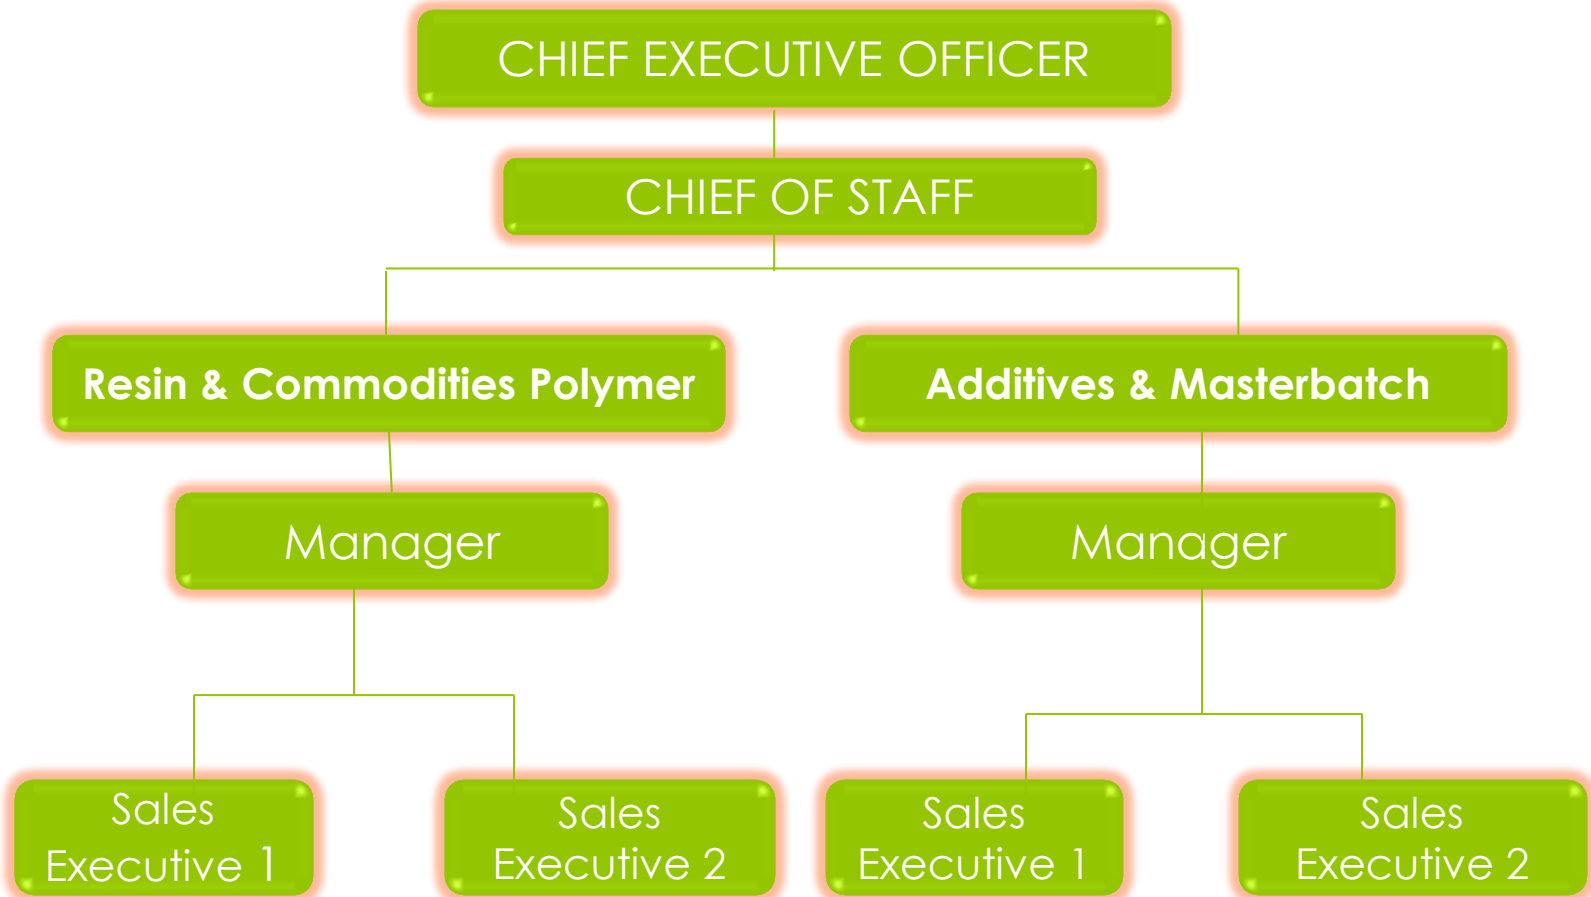 CHIEF EXECUTIVE OFFICER
CHIEF OF STAFF
Resin & Commodities Polymer
Additives & Masterbatch
Manager
Manager
Sales
Executive 1
Sales
Executive 2
Sales
Executive 1
Sales
Executive 2